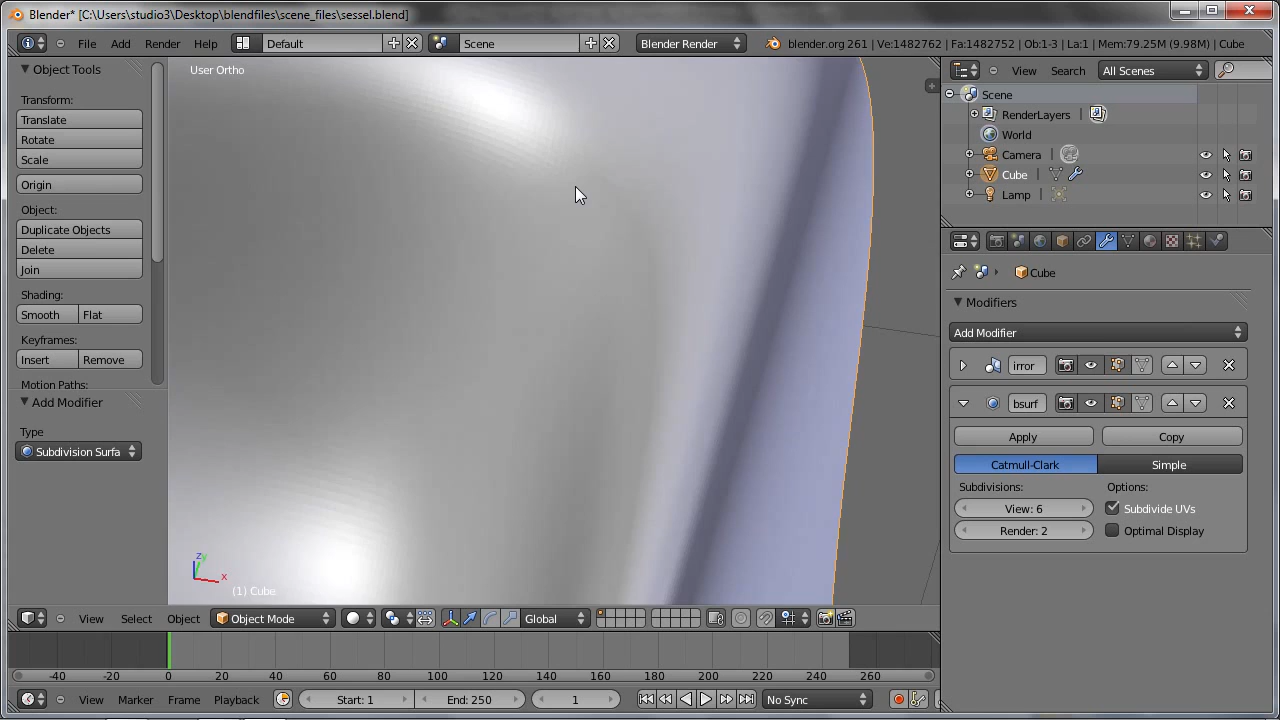 Blender* [C:\Users\studio3\Desktop\blendfiles\scene_files\sessel.blend]
File Add Render Help Default Scene Blender Render blender.org 261 | Ve:1482762 | Fa:1482752 | Ob:1-3 | La:1 | Mem:79.25M (9.98M) | Cube
Object Tools
Transform:
Translate
Rotate
Scale
Origin
Object:
Duplicate Objects
Delete
Join
Shading:
Smooth Flat
Keyframes:
Insert Remove
Motion Paths:
Add Modifier
Type
Subdivision Surfa
User Ortho
z y x
(1) Cube
View Select Object Object Mode Global
-40 -20 0 20 40 60 80 100 120 140 160 180 200 220 240 260
View Marker Frame Playback Start: 1 End: 250 1 No Sync
View Search All Scenes
Scene
RenderLayers |
World
Camera |
Cube |
Lamp |
Cube
Modifiers
Add Modifier
irror
bsurf
Apply Copy
Catmull-Clark Simple
Subdivisions: Options:
View: 6 Subdivide UVs
Render: 2 Optimal Display